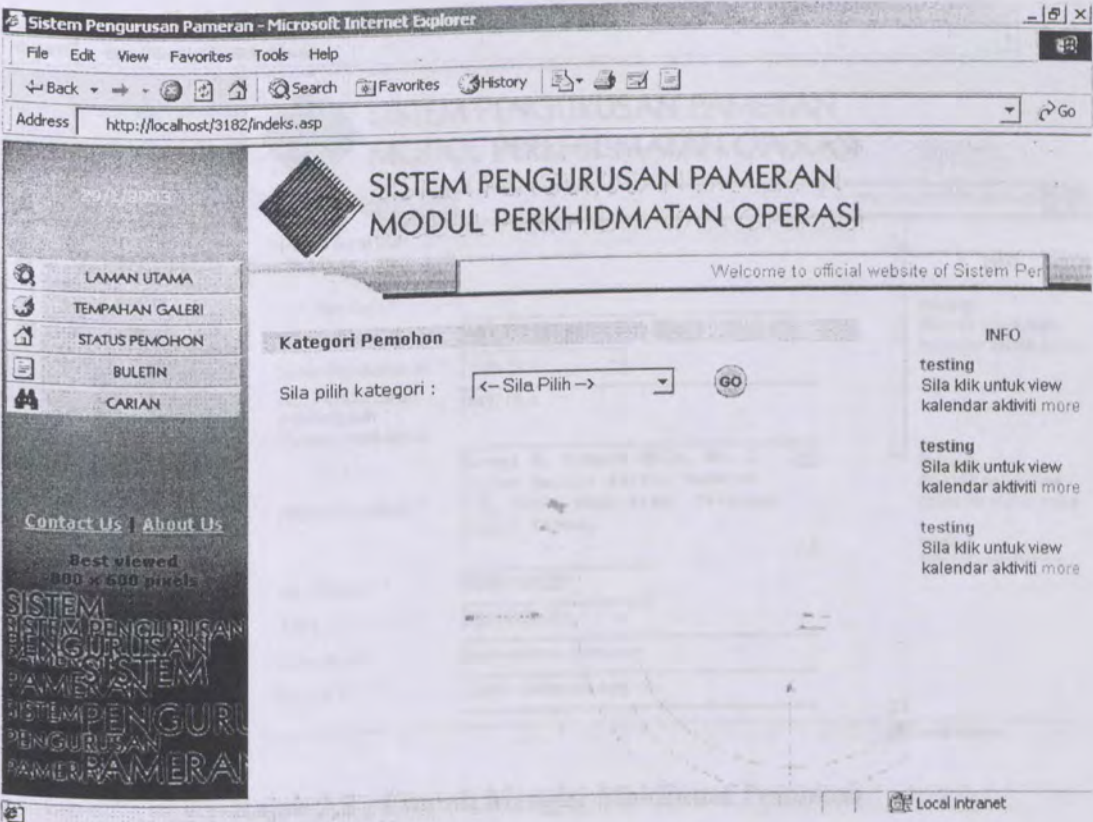 Sistem Pengurusan Pameran - Microsoft Internet Explorer
File Edit View Favorites Tools Help
Back Search Favorites History
Address http://localhost/3182/indeks.asp Go
SISTEM PENGURUSAN PAMERAN
MODUL PERKHIDMATAN OPERASI
Welcome to official website of Sistem Per
LAMAN UTAMA
TEMPAHAN GALERI
STATUS PEMOHON
BULETIN
CARIAN
Contact Us | About Us
Best viewed
800 x 600 pixels
SISTEM
SISTEM PENGURUSAN
PENGURUSAN
SISTEM
PAMERAN
SISTEM PENGURU
PENGURUSAN
PAMER PAMERAN
Kategori Pemohon
Sila pilih kategori : <-- Sila Pilih --> GO
INFO
testing
Sila klik untuk view
kalendar aktiviti more
testing
Sila klik untuk view
kalendar aktiviti more
testing
Sila klik untuk view
kalendar aktiviti more
Local intranet